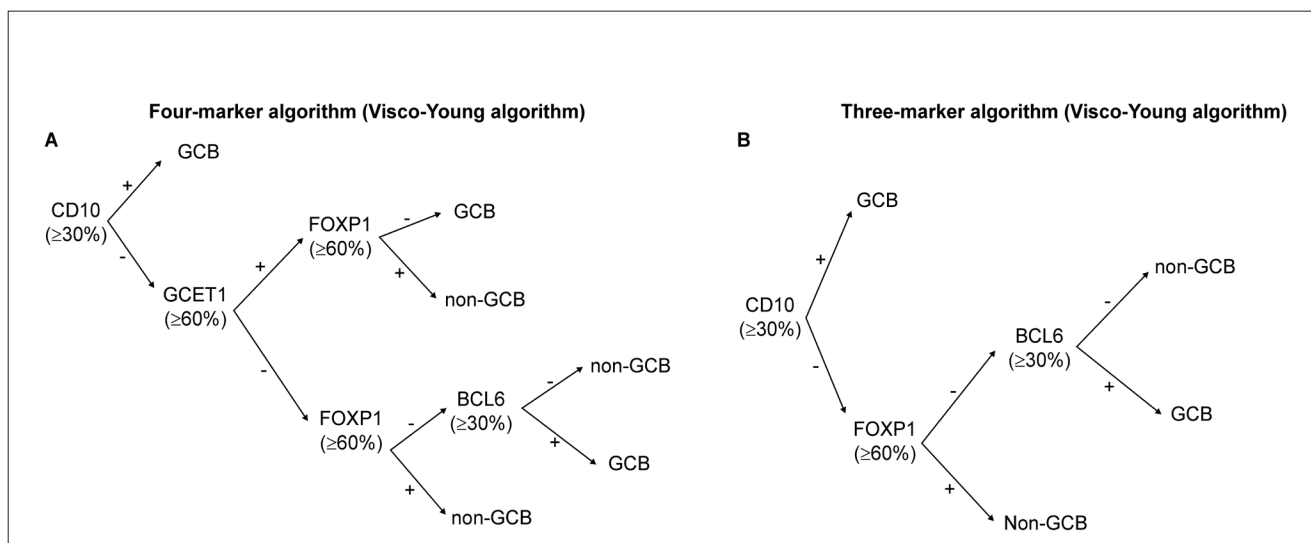 Four-marker algorithm (Visco-Young algorithm)
A
GCB
+
CD10
(≥30%)
-
GCET1
(≥60%)
+
FOXP1
(≥60%)
-
GCB
+
non-GCB
-
FOXP1
(≥60%)
-
BCL6
(≥30%)
-
non-GCB
+
GCB
+
non-GCB
Three-marker algorithm (Visco-Young algorithm)
B
GCB
+
CD10
(≥30%)
-
FOXP1
(≥60%)
-
BCL6
(≥30%)
-
non-GCB
+
GCB
+
Non-GCB